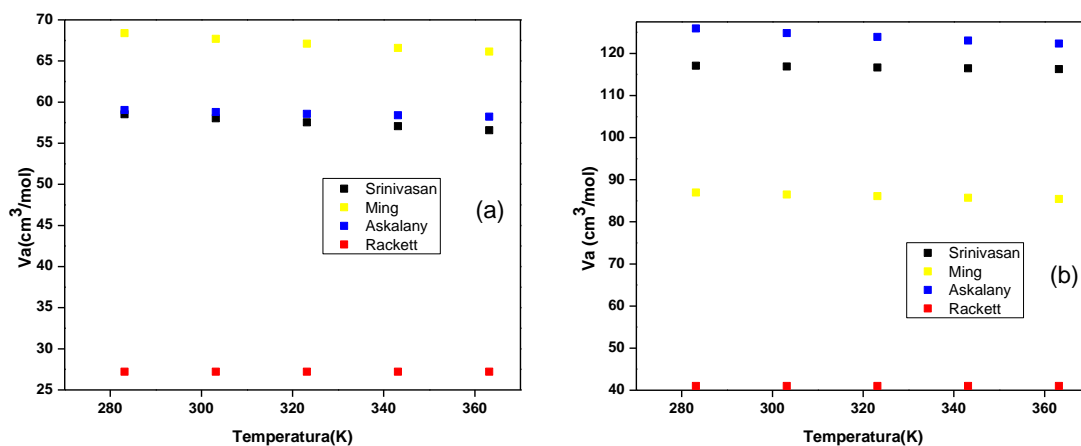 70
65
60
55
50
45
40
35
30
25
Va(cm³/mol)
Srinivasan
Ming
Askalany
Rackett
(a)
280 300 320 340 360
Temperatura(K)
120
110
100
90
80
70
60
50
40
Va (cm³/mol)
Srinivasan
Ming
Askalany
Rackett
(b)
280 300 320 340 360
Temperatura(K)